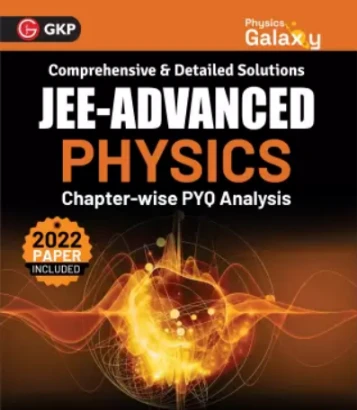 GKP
Physics
Galaxy
Comprehensive & Detailed Solutions
JEE-ADVANCED
PHYSICS
Chapter-wise PYQ Analysis
2022
PAPER
INCLUDED